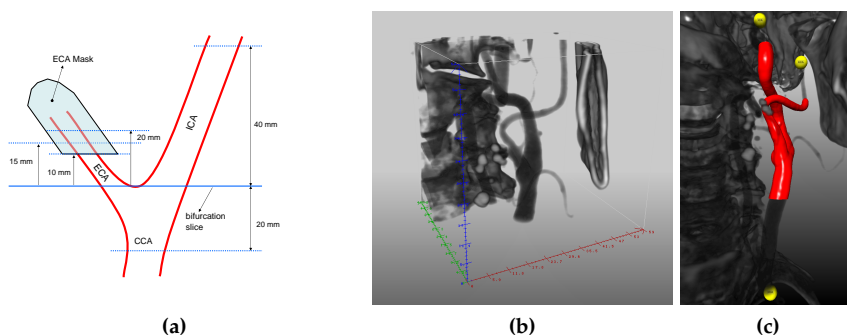 ECA Mask
20 mm
15 mm
10 mm
ECA
ICA
40 mm
20 mm
bifurcation
slice
CCA
(a)
(b)
(c)